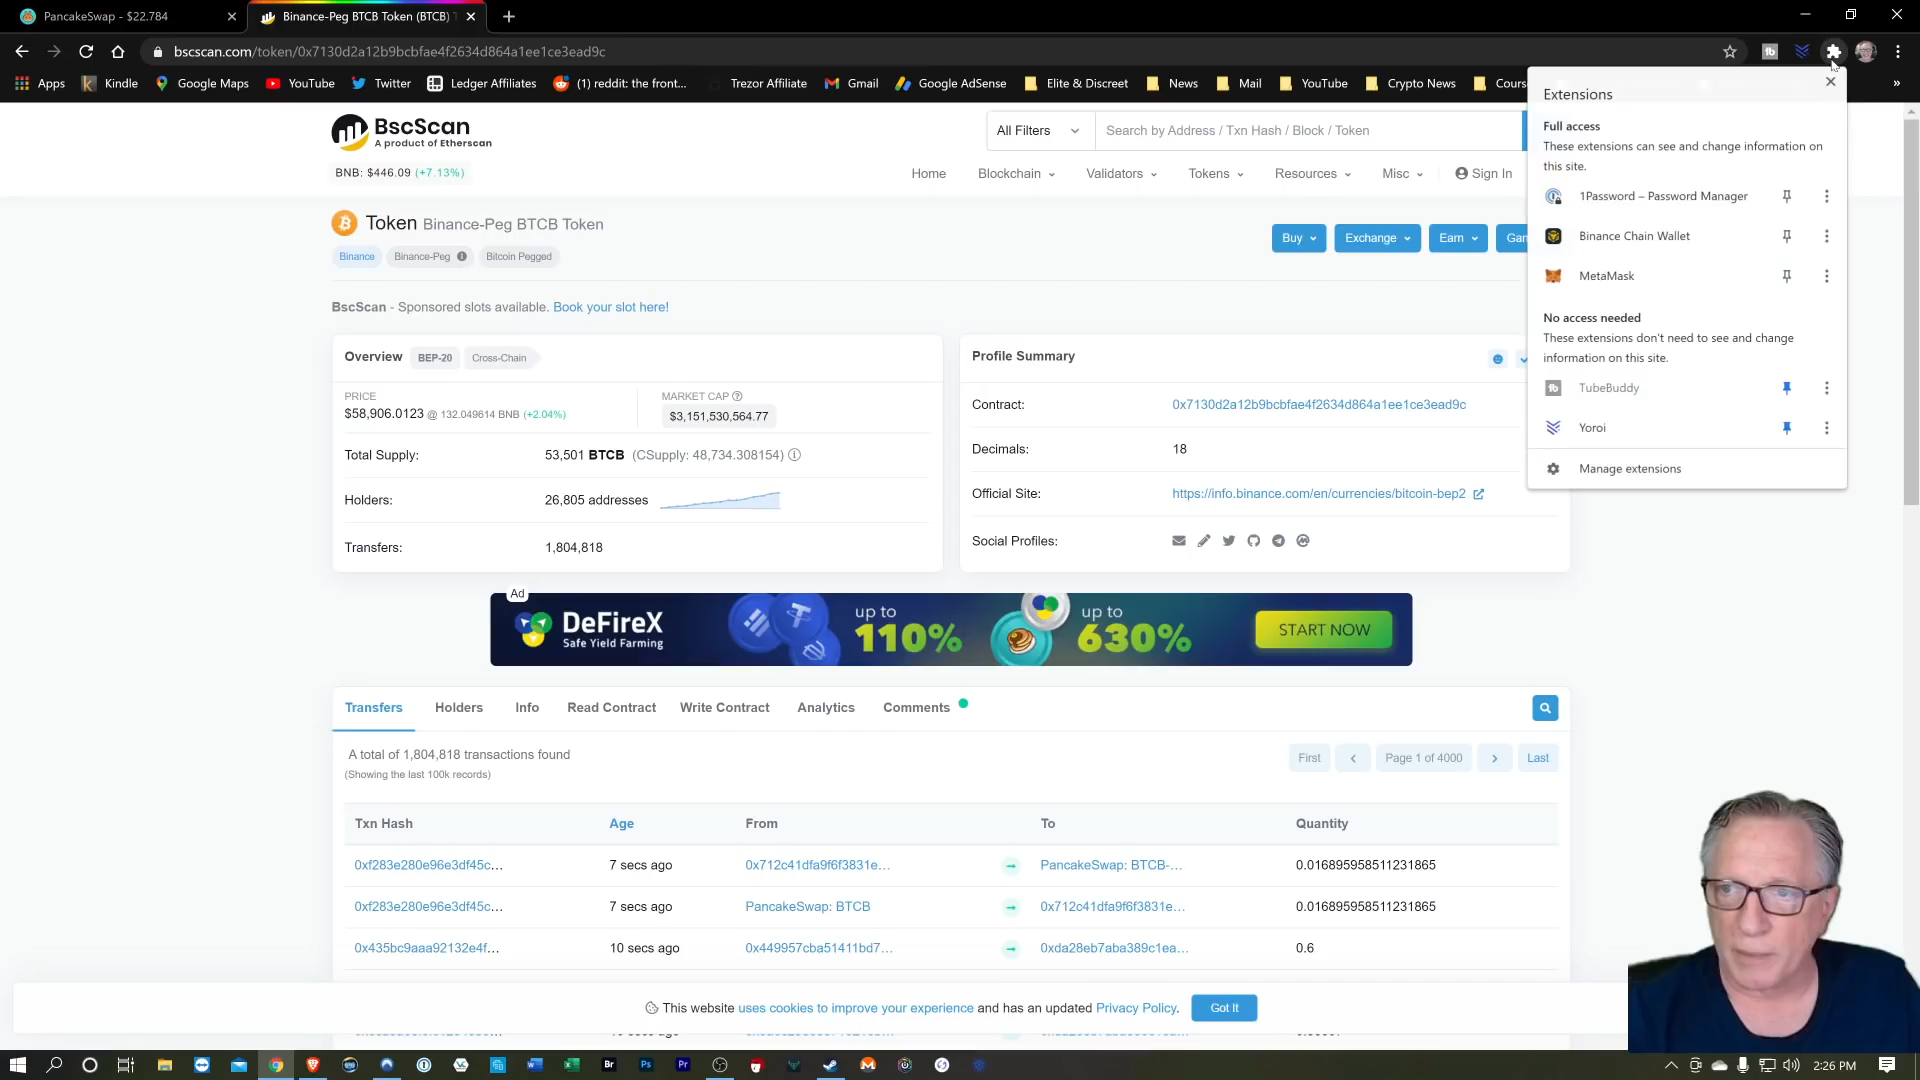 PancakeSwap - $22.784
Binance-Peg BTCB Token (BTCB) T
bscscan.com/token/0x7130d2a12b9bcbfae4f2634d864a1ee1ce3ead9c
Apps
Kindle
Google Maps
YouTube
Twitter
Ledger Affiliates
(1) reddit: the front...
Trezor Affiliate
Gmail
Google AdSense
Elite & Discreet
News
Mail
YouTube
Crypto News
Cours
»
Extensions
Full access
These extensions can see and change information on
this site.
1Password – Password Manager
Binance Chain Wallet
MetaMask
No access needed
These extensions don't need to see and change
information on this site.
TubeBuddy
Yoroi
Manage extensions
BscScan
A product of Etherscan
All Filters
Search by Address / Txn Hash / Block / Token
BNB: $446.09 (+7.13%)
Home
Blockchain
Validators
Tokens
Resources
Misc
Sign In
Token Binance-Peg BTCB Token
Buy
Exchange
Earn
Gam
Binance
Binance-Peg
Bitcoin Pegged
BscScan - Sponsored slots available. Book your slot here!
Overview BEP-20 Cross-Chain
PRICE
$58,906.0123 @ 132.049614 BNB (+2.04%)
MARKET CAP
$3,151,530,564.77
Total Supply: 53,501 BTCB (CSupply: 48,734.308154)
Holders: 26,805 addresses
Transfers: 1,804,818
Profile Summary
Contract: 0x7130d2a12b9bcbfae4f2634d864a1ee1ce3ead9c
Decimals: 18
Official Site: https://info.binance.com/en/currencies/bitcoin-bep2
Social Profiles:
Ad
DeFireX
Safe Yield Farming
up to
110%
up to
630%
START NOW
Transfers
Holders
Info
Read Contract
Write Contract
Analytics
Comments
A total of 1,804,818 transactions found
(Showing the last 100k records)
First
Page 1 of 4000
Last
Txn Hash Age From To Quantity
0xf283e280e96e3df45c... 7 secs ago 0x712c41dfa9f6f3831e... PancakeSwap: BTCB-... 0.016895958511231865
0xf283e280e96e3df45c... 7 secs ago PancakeSwap: BTCB 0x712c41dfa9f6f3831e... 0.016895958511231865
0x435bc9aaa92132e4f... 10 secs ago 0x449957cba51411bd7... 0xda28eb7aba389c1ea... 0.6
This website uses cookies to improve your experience and has an updated Privacy Policy.
Got It
Br
Ps
Pr
2:26 PM